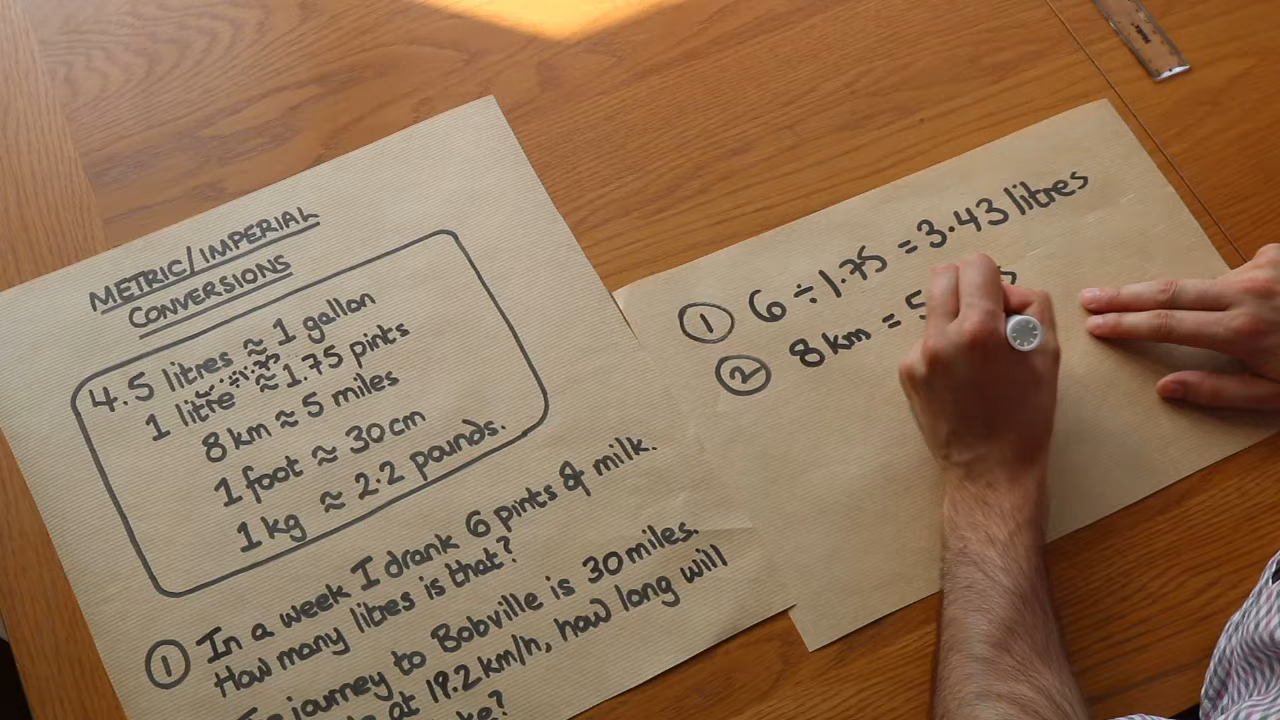 METRIC/IMPERIAL
CONVERSIONS
4.5 litres ≈ 1 gallon
1 litre ≈ 1.75 pints
8 km ≈ 5 miles
1 foot ≈ 30 cm
1 kg ≈ 2.2 pounds.
① In a week I drank 6 pints of milk.
How many litres is that?
journey to Bobville is 30 miles.
at 19.2 km/h, how long will
① 6 ÷ 1.75 = 3.43 litres
② 8 km = 5